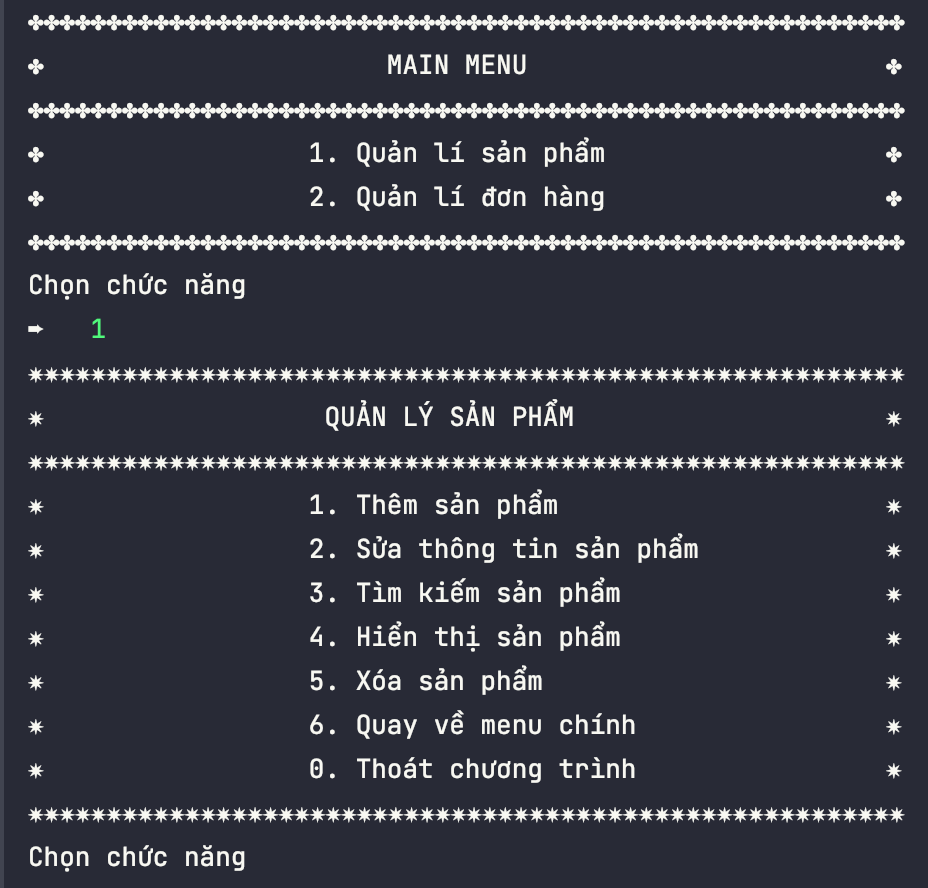 ✤✤✤✤✤✤✤✤✤✤✤✤✤✤✤✤✤✤✤✤✤✤✤✤✤✤✤✤✤✤✤✤✤✤✤✤✤✤✤✤✤✤✤✤✤✤✤✤✤✤✤✤✤✤✤✤
✤ MAIN MENU ✤
✤✤✤✤✤✤✤✤✤✤✤✤✤✤✤✤✤✤✤✤✤✤✤✤✤✤✤✤✤✤✤✤✤✤✤✤✤✤✤✤✤✤✤✤✤✤✤✤✤✤✤✤✤✤✤✤
✤ 1. Quản lí sản phẩm ✤
✤ 2. Quản lí đơn hàng ✤
✤✤✤✤✤✤✤✤✤✤✤✤✤✤✤✤✤✤✤✤✤✤✤✤✤✤✤✤✤✤✤✤✤✤✤✤✤✤✤✤✤✤✤✤✤✤✤✤✤✤✤✤✤✤✤✤
Chọn chức năng
➨ 1
✷✷✷✷✷✷✷✷✷✷✷✷✷✷✷✷✷✷✷✷✷✷✷✷✷✷✷✷✷✷✷✷✷✷✷✷✷✷✷✷✷✷✷✷✷✷✷✷✷✷✷✷✷✷✷✷
✷ QUẢN LÝ SẢN PHẨM ✷
✷✷✷✷✷✷✷✷✷✷✷✷✷✷✷✷✷✷✷✷✷✷✷✷✷✷✷✷✷✷✷✷✷✷✷✷✷✷✷✷✷✷✷✷✷✷✷✷✷✷✷✷✷✷✷✷
✷ 1. Thêm sản phẩm ✷
✷ 2. Sửa thông tin sản phẩm ✷
✷ 3. Tìm kiếm sản phẩm ✷
✷ 4. Hiển thị sản phẩm ✷
✷ 5. Xóa sản phẩm ✷
✷ 6. Quay về menu chính ✷
✷ 0. Thoát chương trình ✷
✷✷✷✷✷✷✷✷✷✷✷✷✷✷✷✷✷✷✷✷✷✷✷✷✷✷✷✷✷✷✷✷✷✷✷✷✷✷✷✷✷✷✷✷✷✷✷✷✷✷✷✷✷✷✷✷
Chọn chức năng